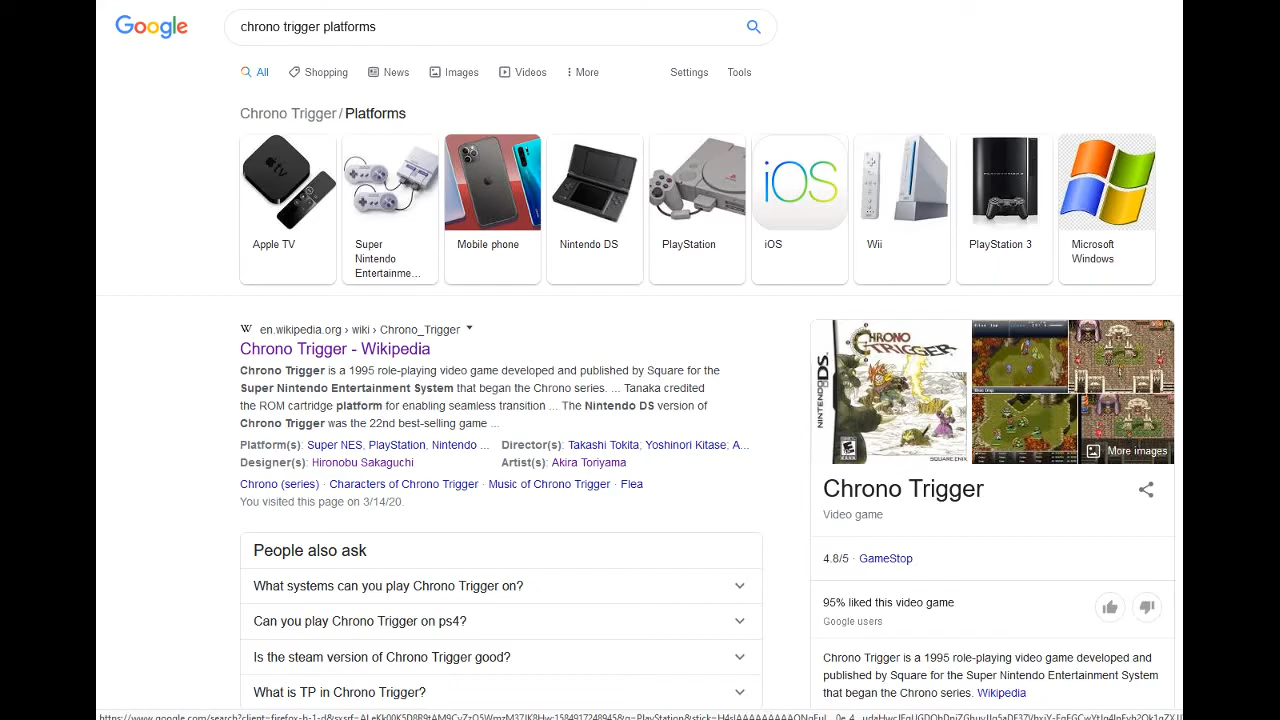 Google
chrono trigger platforms
All
Shopping
News
Images
Videos
More
Settings
Tools
Chrono Trigger / Platforms
Apple TV
Super
Nintendo
Entertainme...
Mobile phone
Nintendo DS
PlayStation
iOS
iOS
Wii
PlayStation 3
Microsoft
Windows
W en.wikipedia.org › wiki › Chrono_Trigger
Chrono Trigger - Wikipedia
Chrono Trigger is a 1995 role-playing video game developed and published by Square for the
Super Nintendo Entertainment System that began the Chrono series. ... Tanaka credited
the ROM cartridge platform for enabling seamless transition ... The Nintendo DS version of
Chrono Trigger was the 22nd best-selling game ...
Platform(s): Super NES, PlayStation, Nintendo ... Director(s): Takashi Tokita; Yoshinori Kitase; A...
Designer(s): Hironobu Sakaguchi Artist(s): Akira Toriyama
Chrono (series) · Characters of Chrono Trigger · Music of Chrono Trigger · Flea
You visited this page on 3/14/20.
People also ask
What systems can you play Chrono Trigger on?
Can you play Chrono Trigger on ps4?
Is the steam version of Chrono Trigger good?
What is TP in Chrono Trigger?
NINTENDO DS
CHRONO
TRIGGER
SQUARE ENIX
More images
Chrono Trigger
Video game
4.8/5 · GameStop
95% liked this video game
Google users
Chrono Trigger is a 1995 role-playing video game developed and
published by Square for the Super Nintendo Entertainment System
that began the Chrono series. Wikipedia